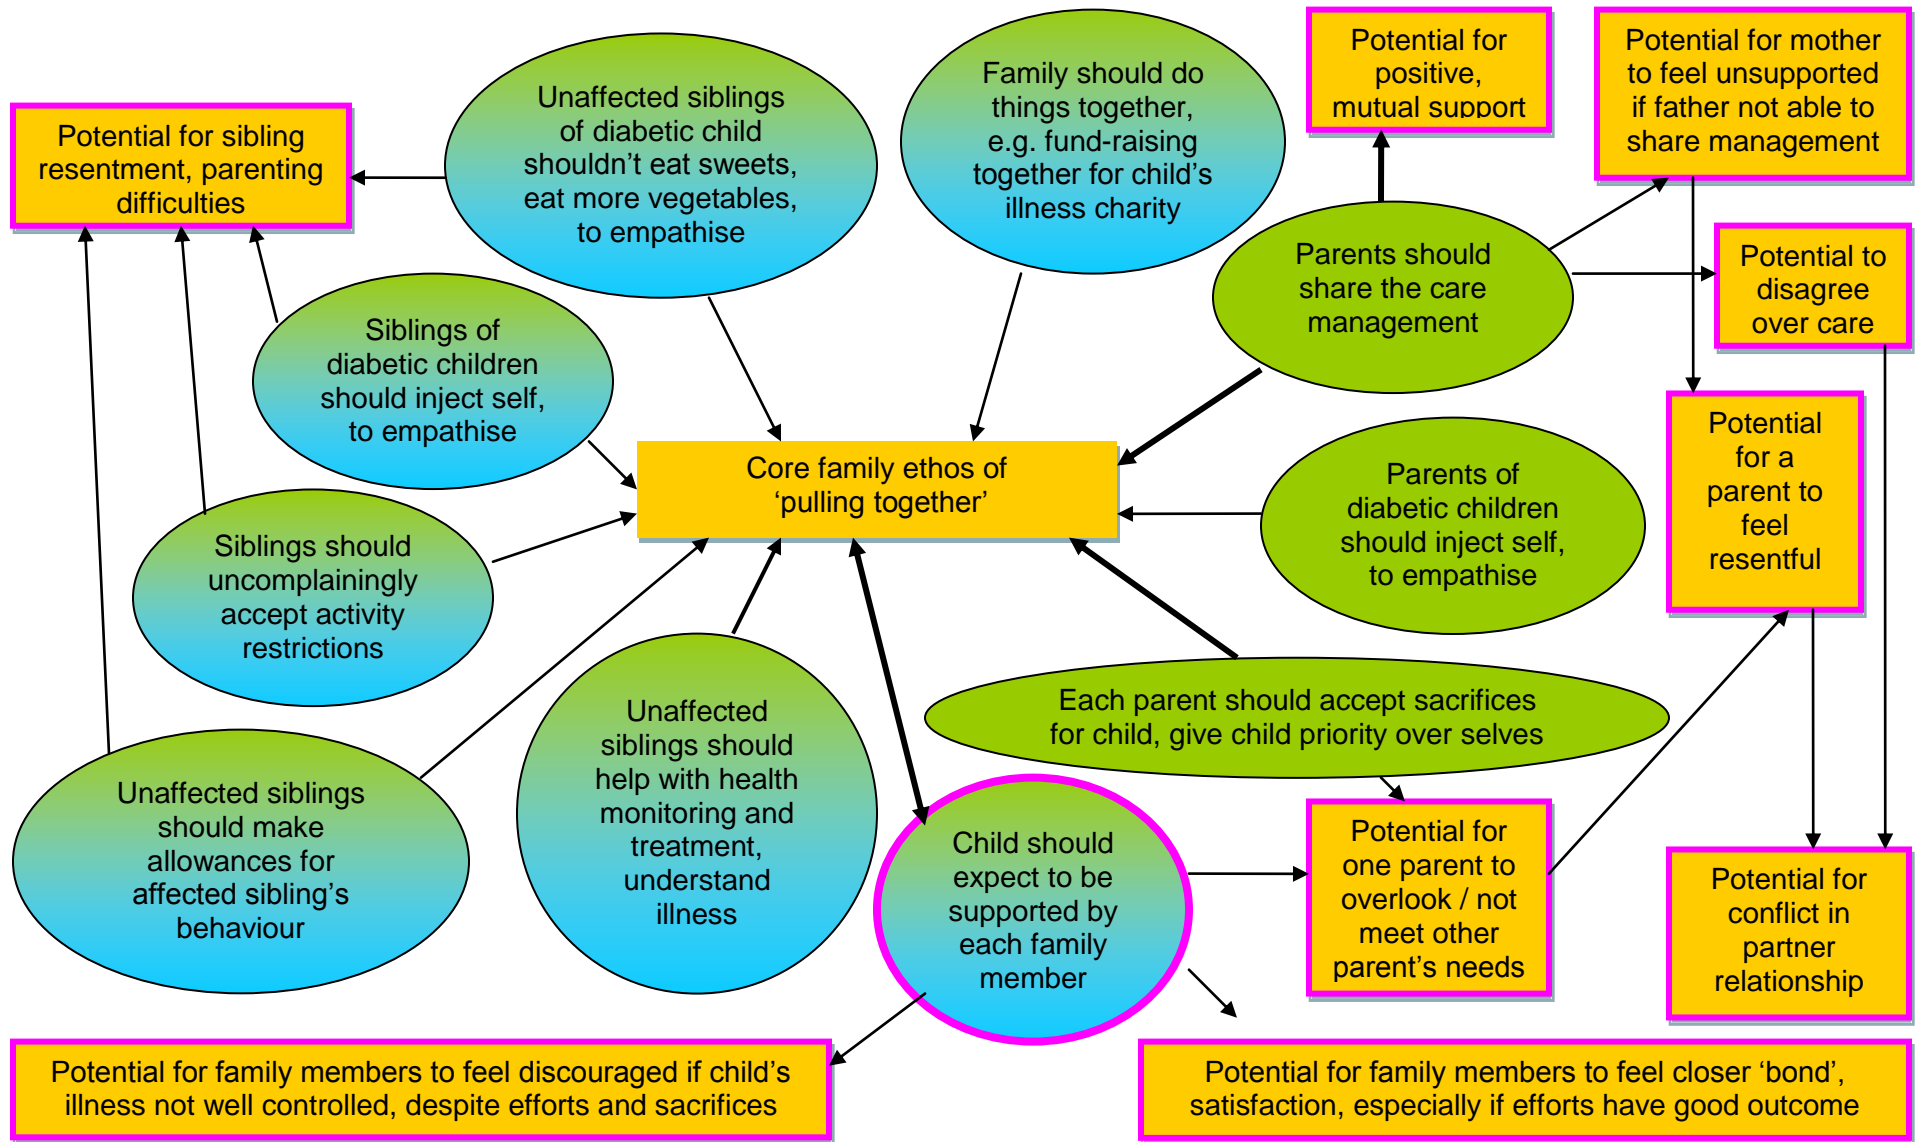 Potential for sibling
resentment, parenting
difficulties
Unaffected siblings
of diabetic child
shouldn’t eat sweets,
eat more vegetables,
to empathise
Family should do
things together,
e.g. fund-raising
together for child’s
illness charity
Potential for
positive,
mutual support
Potential for mother
to feel unsupported
if father not able to
share management
Parents should
share the care
management
Potential to
disagree
over care
Siblings of
diabetic children
should inject self,
to empathise
Core family ethos of
‘pulling together’
Parents of
diabetic children
should inject self,
to empathise
Potential
for a
parent to
feel
resentful
Siblings should
uncomplainingly
accept activity
restrictions
Each parent should accept sacrifices
for child, give child priority over selves
Unaffected siblings
should make
allowances for
affected sibling’s
behaviour
Unaffected
siblings should
help with health
monitoring and
treatment,
understand
illness
Child should
expect to be
supported by
each family
member
Potential for
one parent to
overlook / not
meet other
parent’s needs
Potential for
conflict in
partner
relationship
Potential for family members to feel discouraged if child’s
illness not well controlled, despite efforts and sacrifices
Potential for family members to feel closer ‘bond’,
satisfaction, especially if efforts have good outcome